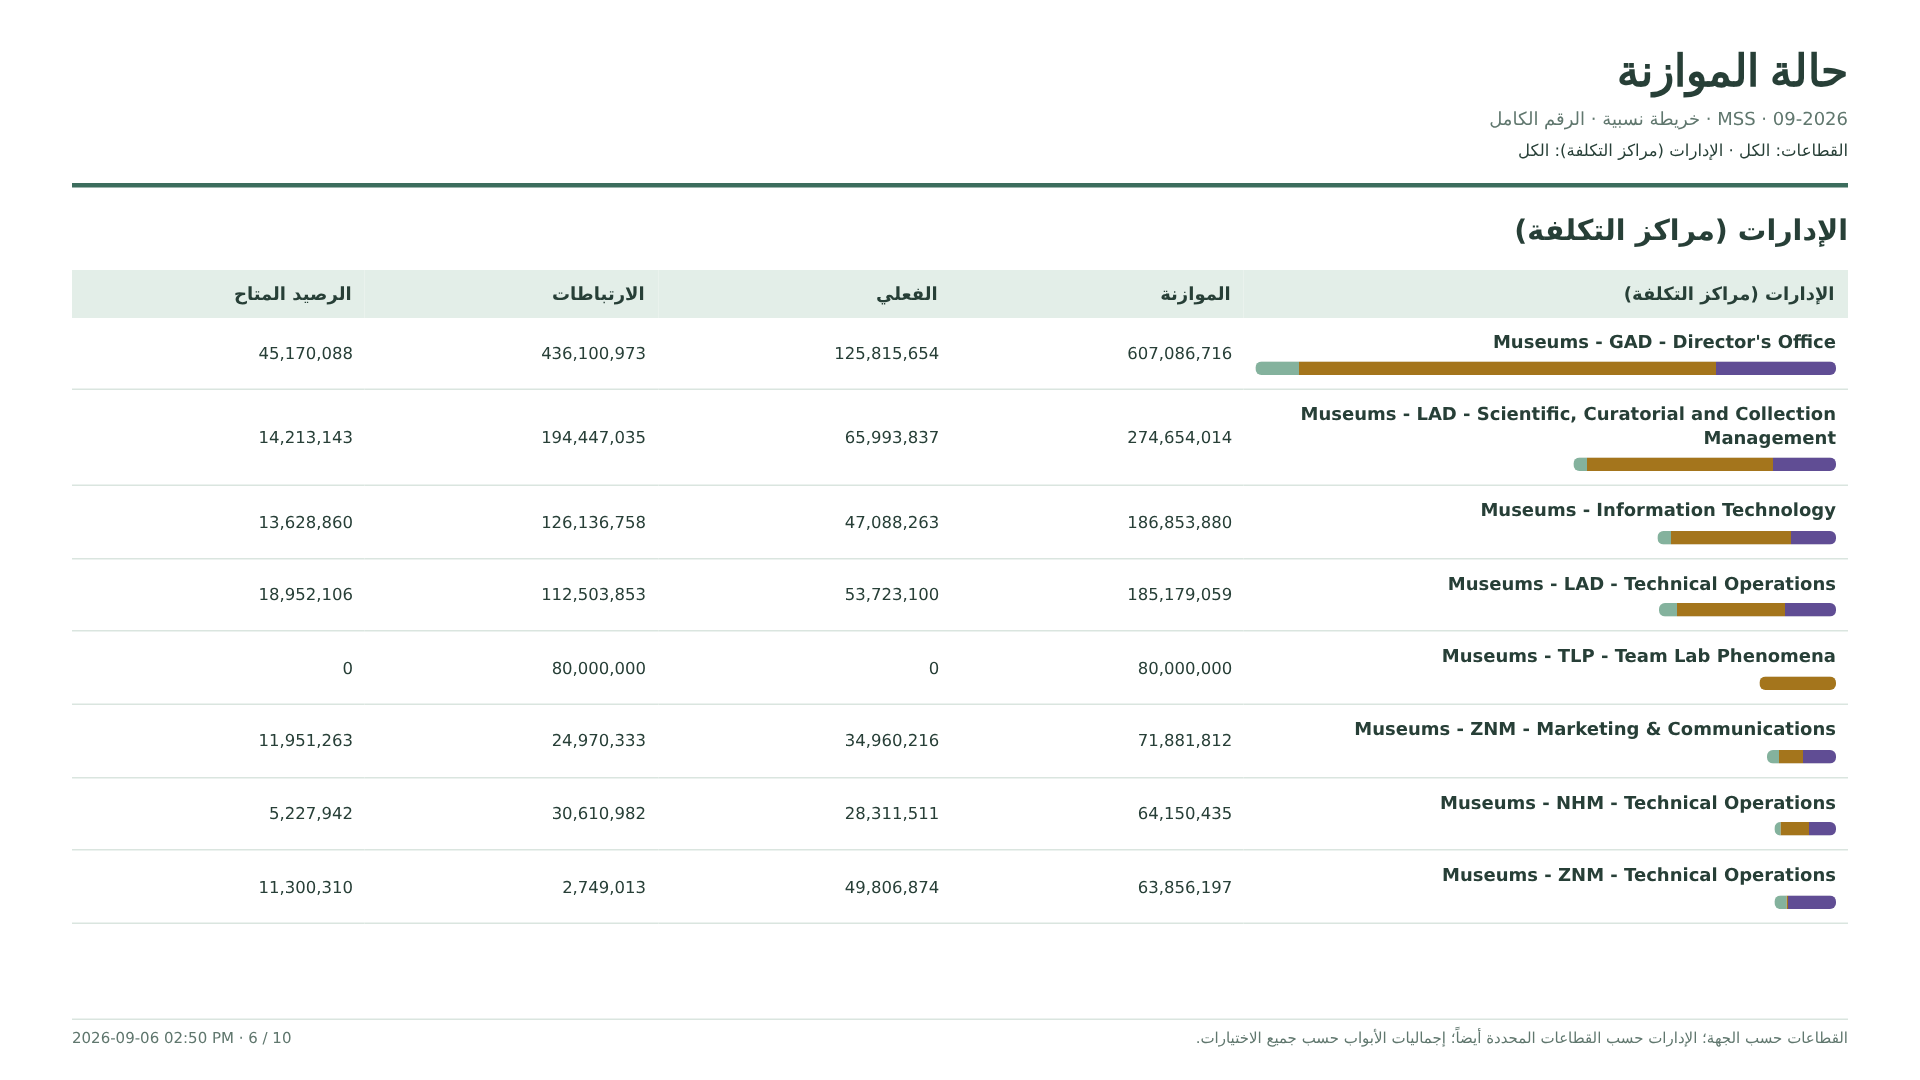 حالة الموازنة
MSS · 09-2026 · خريطة نسبية · الرقم الكامل
القطاعات: الكل · الإدارات (مراكز التكلفة): الكل
الإدارات (مراكز التكلفة)
الإدارات (مراكز التكلفة) الموازنة الفعلي الارتباطات الرصيد المتاح
Museums - GAD - Director's Office 607,086,716 125,815,654 436,100,973 45,170,088
Museums - LAD - Scientific, Curatorial and Collection
Management 274,654,014 65,993,837 194,447,035 14,213,143
Museums - Information Technology 186,853,880 47,088,263 126,136,758 13,628,860
Museums - LAD - Technical Operations 185,179,059 53,723,100 112,503,853 18,952,106
Museums - TLP - Team Lab Phenomena 80,000,000 0 80,000,000 0
Museums - ZNM - Marketing & Communications 71,881,812 34,960,216 24,970,333 11,951,263
Museums - NHM - Technical Operations 64,150,435 28,311,511 30,610,982 5,227,942
Museums - ZNM - Technical Operations 63,856,197 49,806,874 2,749,013 11,300,310
القطاعات حسب الجهة؛ الإدارات حسب القطاعات المحددة أيضاً؛ إجماليات الأبواب حسب جميع الاختيارات.
2026-09-06 02:50 PM · 6 / 10